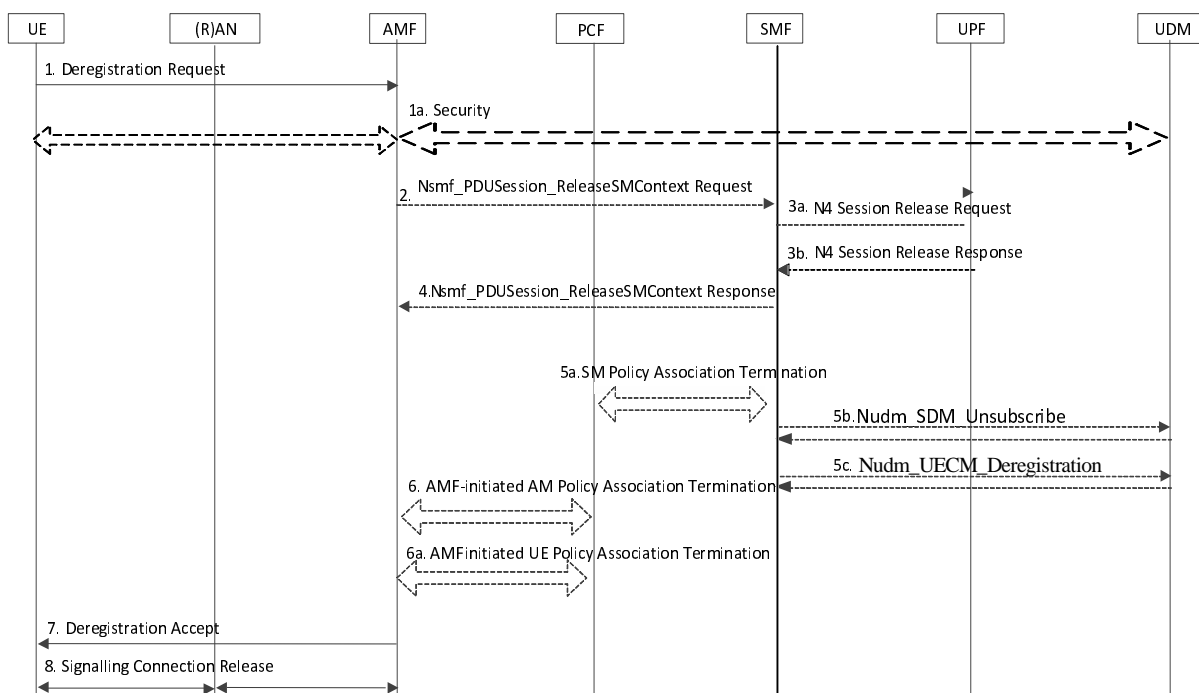 UE (R)AN AMF PCF SMF UPF UDM
1. Deregistration Request
1a. Security
2. Nsmf_PDUSession_ReleaseSMContext Request
3a. N4 Session Release Request
3b. N4 Session Release Response
4.Nsmf_PDUSession_ReleaseSMContext Response
5a.SM Policy Association Termination
5b.Nudm_SDM_Unsubscribe
5c. Nudm_UECM_Deregistration
6. AMF-initiated AM Policy Association Termination
6a. AMFinitiated UE Policy Association Termination
7. Deregistration Accept
8. Signalling Connection Release